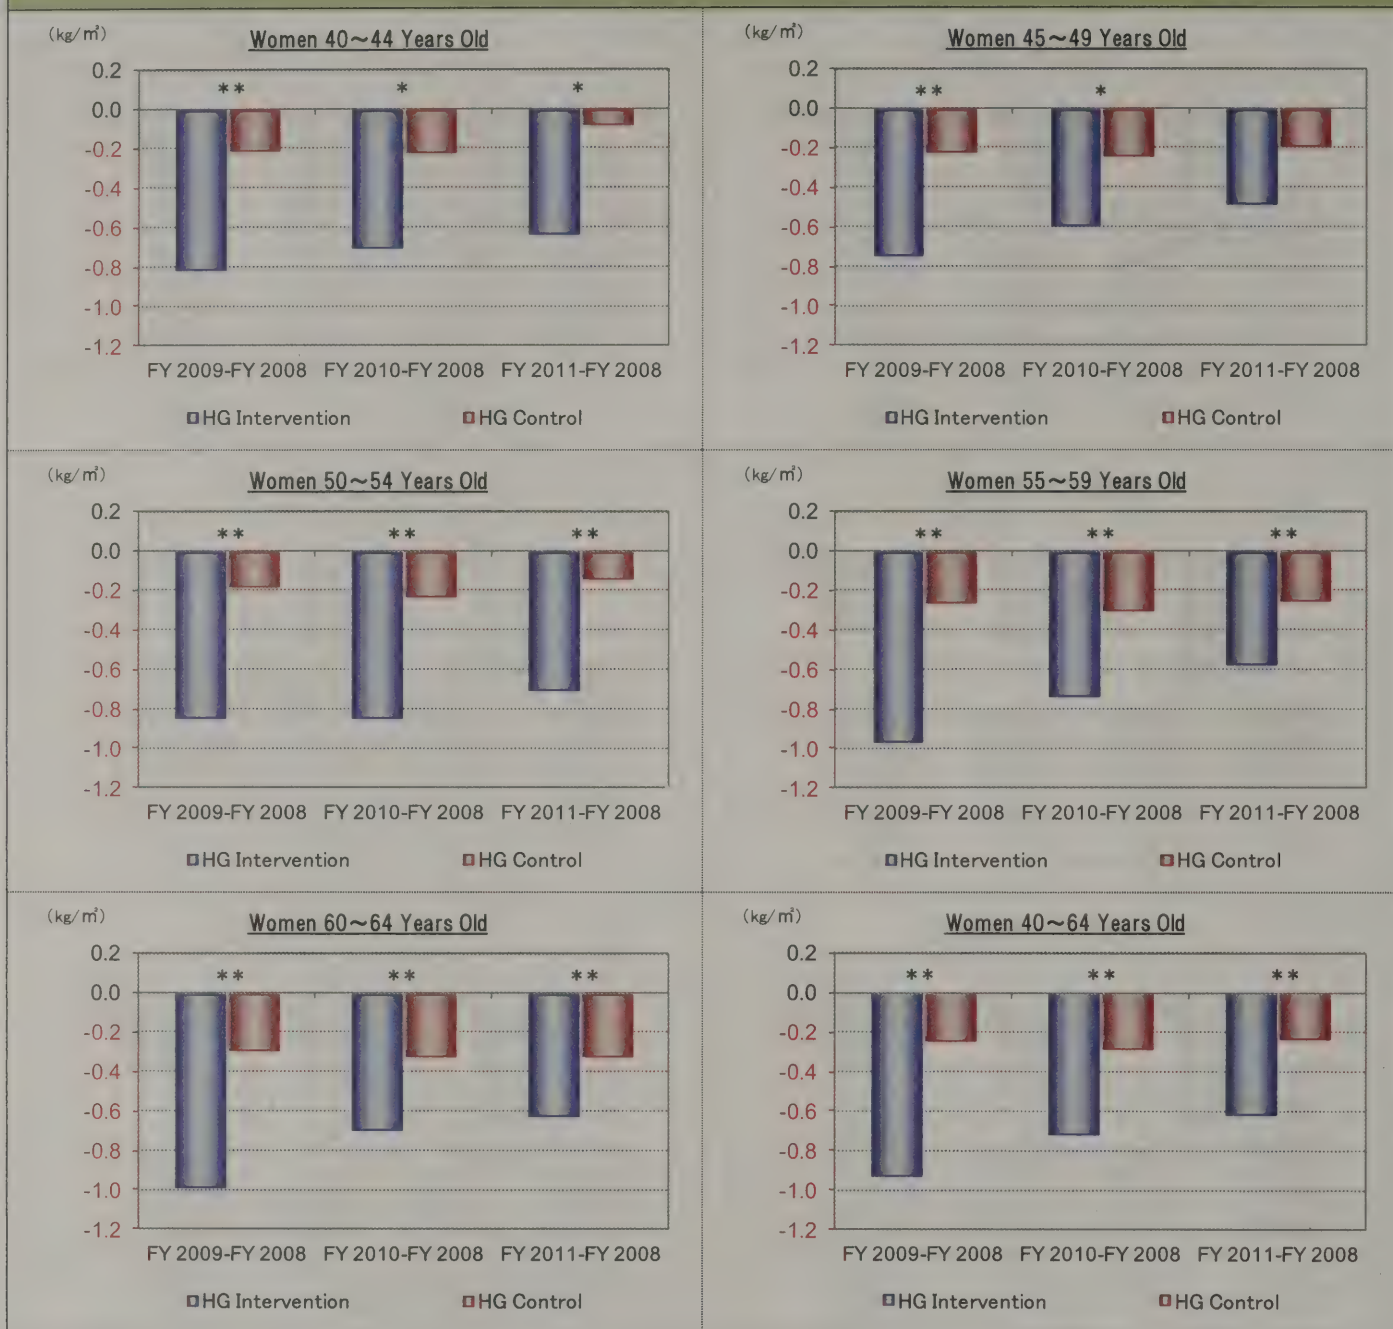 (kg/㎡)
Women 40～44 Years Old
0.2
0.0
-0.2
-0.4
-0.6
-0.8
-1.0
-1.2
** * *
FY 2009-FY 2008 FY 2010-FY 2008 FY 2011-FY 2008
HG Intervention HG Control
(kg/㎡)
Women 45～49 Years Old
0.2
0.0
-0.2
-0.4
-0.6
-0.8
-1.0
-1.2
** *
FY 2009-FY 2008 FY 2010-FY 2008 FY 2011-FY 2008
HG Intervention HG Control
(kg/㎡)
Women 50～54 Years Old
0.2
0.0
-0.2
-0.4
-0.6
-0.8
-1.0
-1.2
** ** **
FY 2009-FY 2008 FY 2010-FY 2008 FY 2011-FY 2008
HG Intervention HG Control
(kg/㎡)
Women 55～59 Years Old
0.2
0.0
-0.2
-0.4
-0.6
-0.8
-1.0
-1.2
** ** **
FY 2009-FY 2008 FY 2010-FY 2008 FY 2011-FY 2008
HG Intervention HG Control
(kg/㎡)
Women 60～64 Years Old
0.2
0.0
-0.2
-0.4
-0.6
-0.8
-1.0
-1.2
** ** **
FY 2009-FY 2008 FY 2010-FY 2008 FY 2011-FY 2008
HG Intervention HG Control
(kg/㎡)
Women 40～64 Years Old
0.2
0.0
-0.2
-0.4
-0.6
-0.8
-1.0
-1.2
** ** **
FY 2009-FY 2008 FY 2010-FY 2008 FY 2011-FY 2008
HG Intervention HG Control